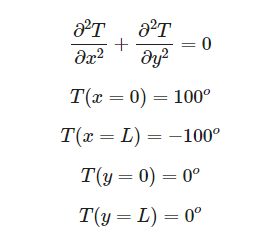 ∂²T/∂x² + ∂²T/∂y² = 0
T(x = 0) = 100°
T(x = L) = −100°
T(y = 0) = 0°
T(y = L) = 0°